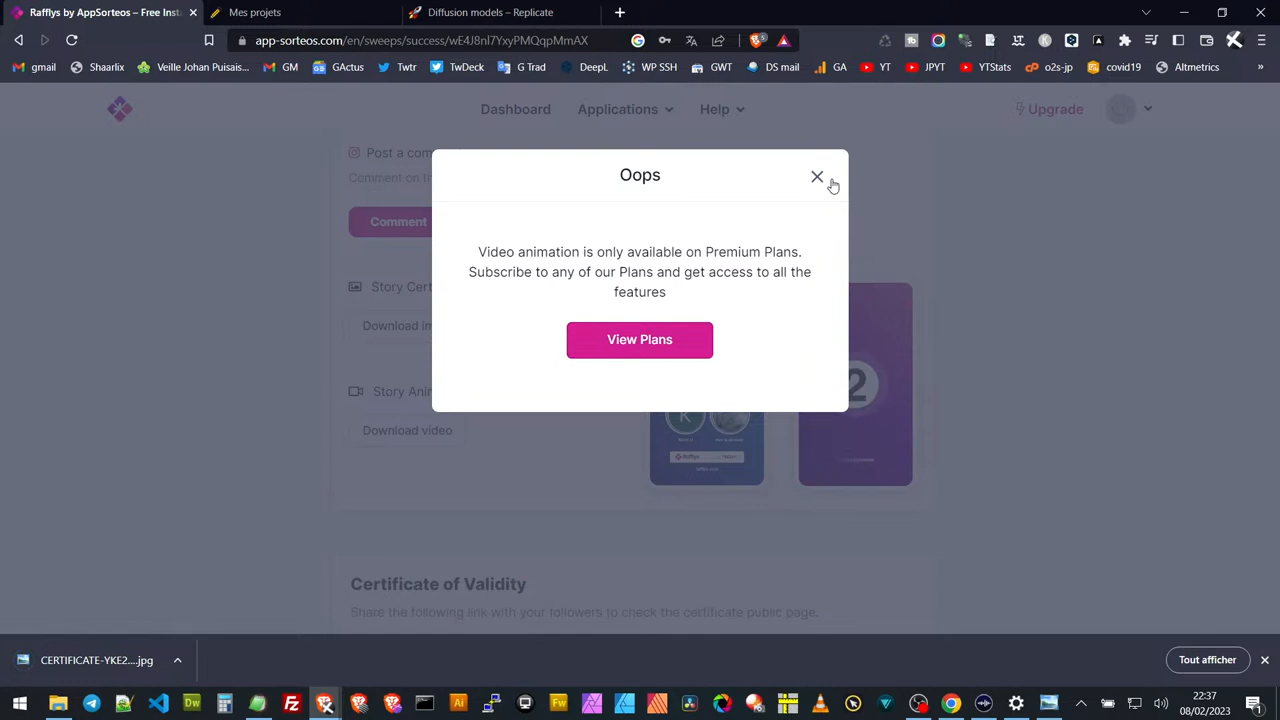 Rafflys by AppSorteos – Free Inst
Mes projets
Diffusion models – Replicate
app-sorteos.com/en/sweeps/success/wE4J8nl7YxyPMQqpMmAX
gmail
Shaarlix
Veille Johan Puisais...
GM
GActus
Twtr
TwDeck
G Trad
DeepL
WP SSH
GWT
DS mail
GA
YT
JPYT
YTStats
o2s-jp
covid19
Altmetrics
»
Dashboard
Applications
Help
Upgrade
Post a com
Comment on th
Comment
Oops
Video animation is only available on Premium Plans.
Subscribe to any of our Plans and get access to all the
features
View Plans
Story Cert
Download im
Story Anim
Download video
K
2
Certificate of Validity
Share the following link with your followers to check the certificate public page.
CERTIFICATE-YKE2....jpg
Tout afficher
22:37
08/02/2023